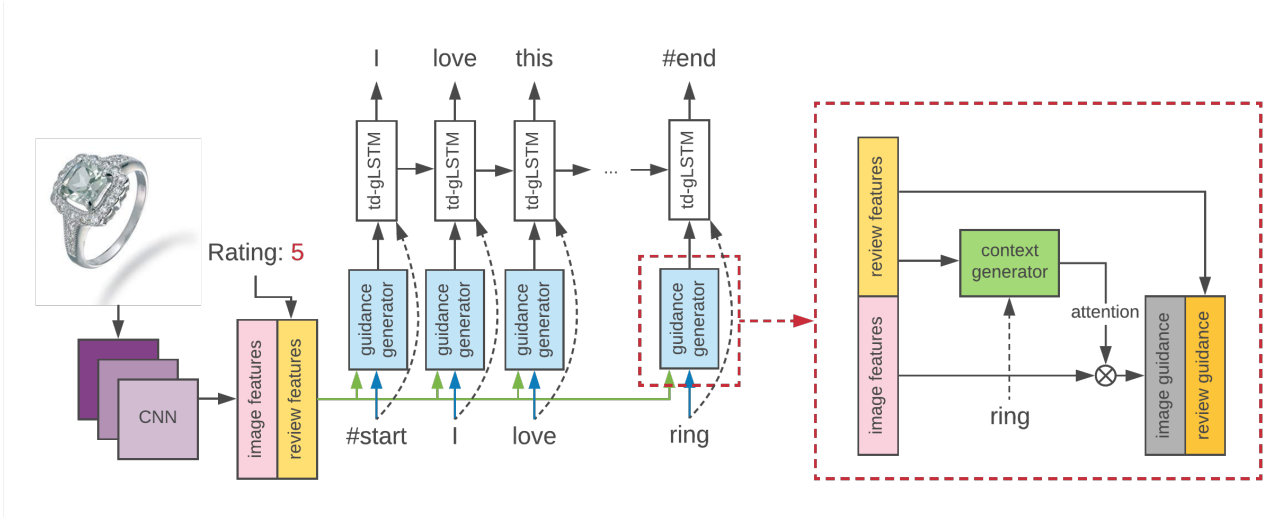 I
love
this
#end
td-gLSTM
td-gLSTM
td-gLSTM
...
td-gLSTM
Rating: 5
guidance
generator
guidance
generator
guidance
generator
guidance
generator
CNN
image features
review features
#start
I
love
ring
review features
image features
context
generator
attention
ring
image guidance
review guidance